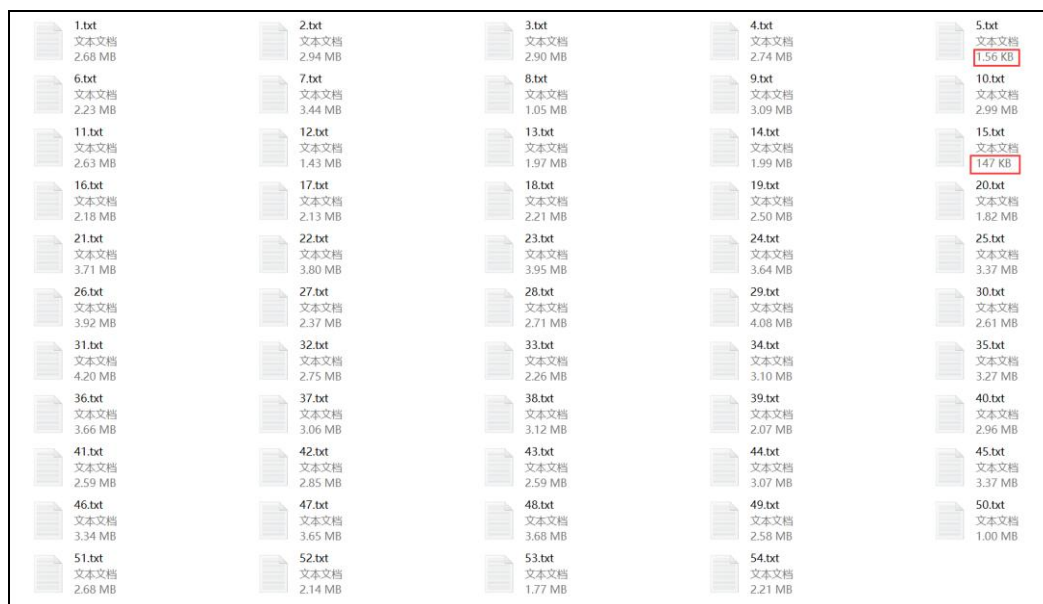 1.txt
文本文档
2.68 MB
2.txt
文本文档
2.94 MB
3.txt
文本文档
2.90 MB
4.txt
文本文档
2.74 MB
5.txt
文本文档
1.56 KB
6.txt
文本文档
2.23 MB
7.txt
文本文档
3.44 MB
8.txt
文本文档
1.05 MB
9.txt
文本文档
3.09 MB
10.txt
文本文档
2.99 MB
11.txt
文本文档
2.63 MB
12.txt
文本文档
1.43 MB
13.txt
文本文档
1.97 MB
14.txt
文本文档
1.99 MB
15.txt
文本文档
147 KB
16.txt
文本文档
2.18 MB
17.txt
文本文档
2.13 MB
18.txt
文本文档
2.21 MB
19.txt
文本文档
2.50 MB
20.txt
文本文档
1.82 MB
21.txt
文本文档
3.71 MB
22.txt
文本文档
3.80 MB
23.txt
文本文档
3.95 MB
24.txt
文本文档
3.64 MB
25.txt
文本文档
3.37 MB
26.txt
文本文档
3.92 MB
27.txt
文本文档
2.37 MB
28.txt
文本文档
2.71 MB
29.txt
文本文档
4.08 MB
30.txt
文本文档
2.61 MB
31.txt
文本文档
4.20 MB
32.txt
文本文档
2.75 MB
33.txt
文本文档
2.26 MB
34.txt
文本文档
3.10 MB
35.txt
文本文档
3.27 MB
36.txt
文本文档
3.66 MB
37.txt
文本文档
3.06 MB
38.txt
文本文档
3.12 MB
39.txt
文本文档
2.07 MB
40.txt
文本文档
2.96 MB
41.txt
文本文档
2.59 MB
42.txt
文本文档
2.85 MB
43.txt
文本文档
2.59 MB
44.txt
文本文档
3.07 MB
45.txt
文本文档
3.37 MB
46.txt
文本文档
3.34 MB
47.txt
文本文档
3.65 MB
48.txt
文本文档
3.68 MB
49.txt
文本文档
2.58 MB
50.txt
文本文档
1.00 MB
51.txt
文本文档
2.68 MB
52.txt
文本文档
2.14 MB
53.txt
文本文档
1.77 MB
54.txt
文本文档
2.21 MB